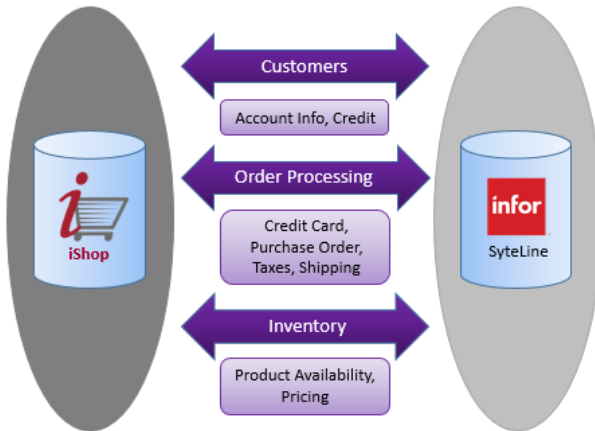 Customers
Account Info, Credit
iShop
Order Processing
Credit Card,
Purchase Order,
Taxes, Shipping
infor
SyteLine
Inventory
Product Availability,
Pricing